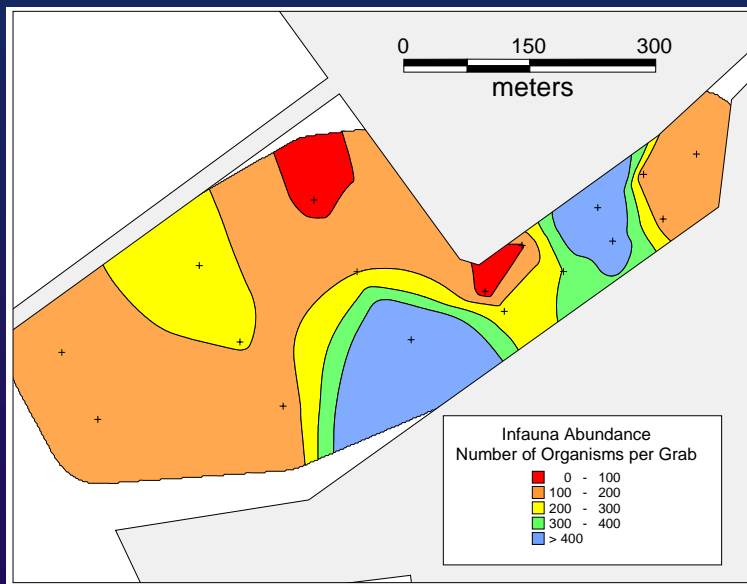 0 150 300
meters
Infauna Abundance
Number of Organisms per Grab
0 - 100
100 - 200
200 - 300
300 - 400
> 400